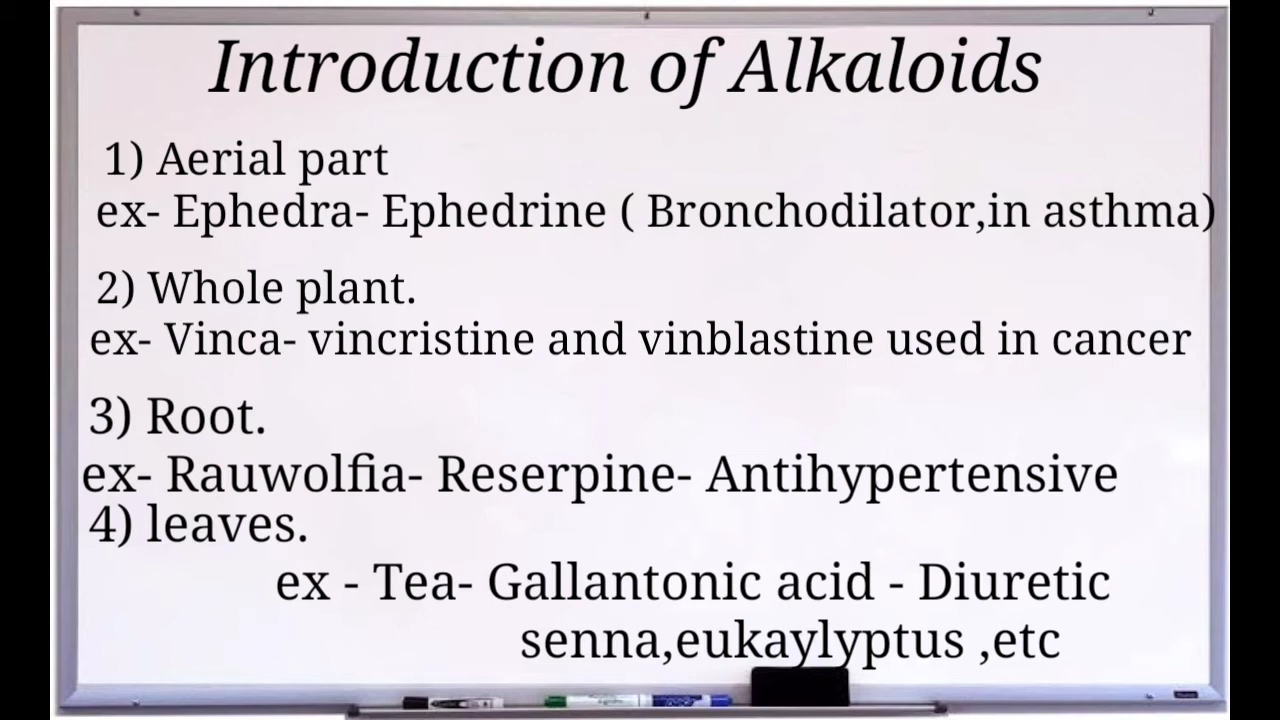 Introduction of Alkaloids
1) Aerial part
ex- Ephedra- Ephedrine ( Bronchodilator,in asthma)
2) Whole plant.
ex- Vinca- vincristine and vinblastine used in cancer
3) Root.
ex- Rauwolfia- Reserpine- Antihypertensive
4) leaves.
ex - Tea- Gallantonic acid - Diuretic
senna,eukaylyptus ,etc